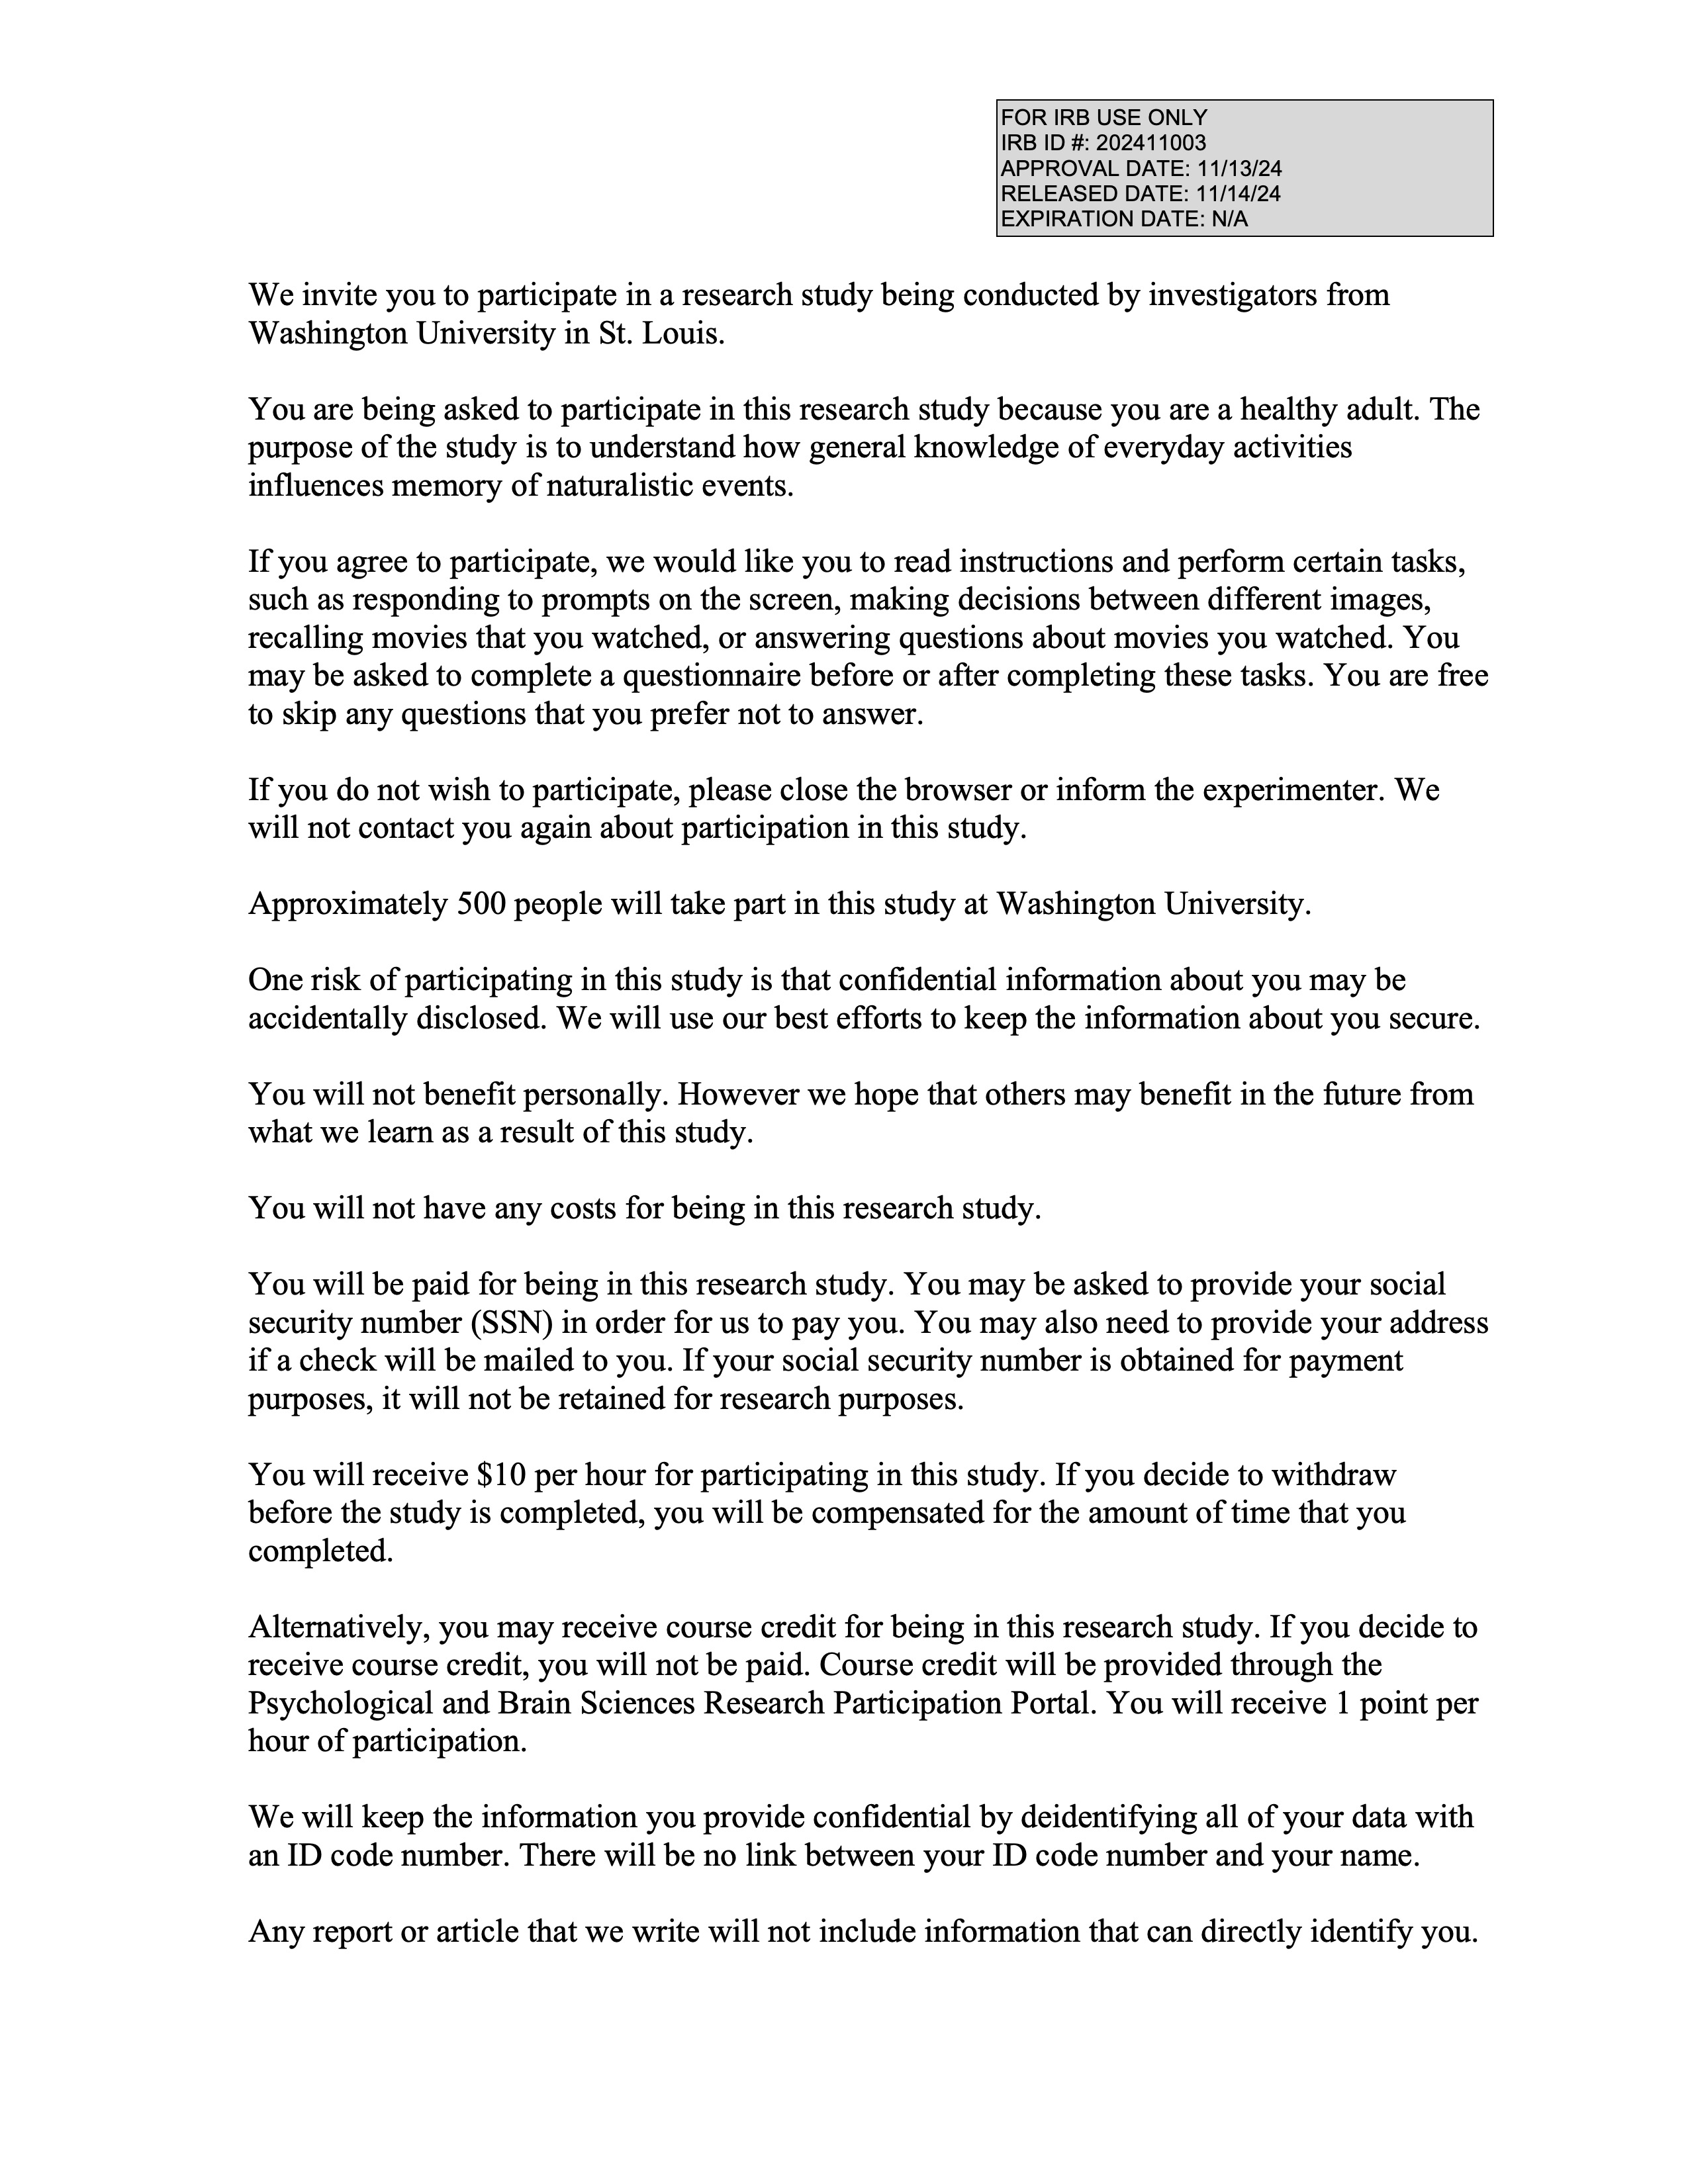 FOR IRB USE ONLY
IRB ID #: 202411003
APPROVAL DATE: 11/13/24
RELEASED DATE: 11/14/24
EXPIRATION DATE: N/A
We invite you to participate in a research study being conducted by investigators from
Washington University in St. Louis.
You are being asked to participate in this research study because you are a healthy adult. The
purpose of the study is to understand how general knowledge of everyday activities
influences memory of naturalistic events.
If you agree to participate, we would like you to read instructions and perform certain tasks,
such as responding to prompts on the screen, making decisions between different images,
recalling movies that you watched, or answering questions about movies you watched. You
may be asked to complete a questionnaire before or after completing these tasks. You are free
to skip any questions that you prefer not to answer.
If you do not wish to participate, please close the browser or inform the experimenter. We
will not contact you again about participation in this study.
Approximately 500 people will take part in this study at Washington University.
One risk of participating in this study is that confidential information about you may be
accidentally disclosed. We will use our best efforts to keep the information about you secure.
You will not benefit personally. However we hope that others may benefit in the future from
what we learn as a result of this study.
You will not have any costs for being in this research study.
You will be paid for being in this research study. You may be asked to provide your social
security number (SSN) in order for us to pay you. You may also need to provide your address
if a check will be mailed to you. If your social security number is obtained for payment
purposes, it will not be retained for research purposes.
You will receive $10 per hour for participating in this study. If you decide to withdraw
before the study is completed, you will be compensated for the amount of time that you
completed.
Alternatively, you may receive course credit for being in this research study. If you decide to
receive course credit, you will not be paid. Course credit will be provided through the
Psychological and Brain Sciences Research Participation Portal. You will receive 1 point per
hour of participation.
We will keep the information you provide confidential by deidentifying all of your data with
an ID code number. There will be no link between your ID code number and your name.
Any report or article that we write will not include information that can directly identify you.